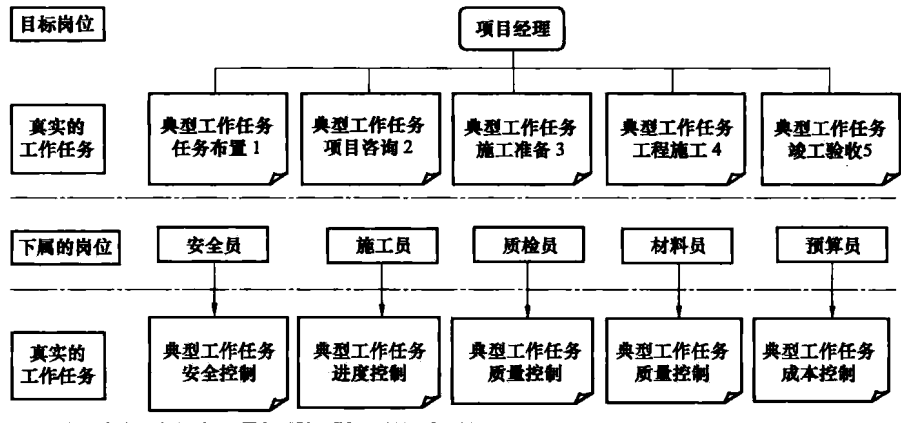 目标岗位
项目经理
真实的
工作任务
典型工作任务
任务布置 1
典型工作任务
项目咨询 2
典型工作任务
施工准备 3
典型工作任务
工程施工 4
典型工作任务
竣工验收5
下属的岗位
安全员
施工员
质检员
材料员
预算员
真实的
工作任务
典型工作任务
安全控制
典型工作任务
进度控制
典型工作任务
质量控制
典型工作任务
质量控制
典型工作任务
成本控制